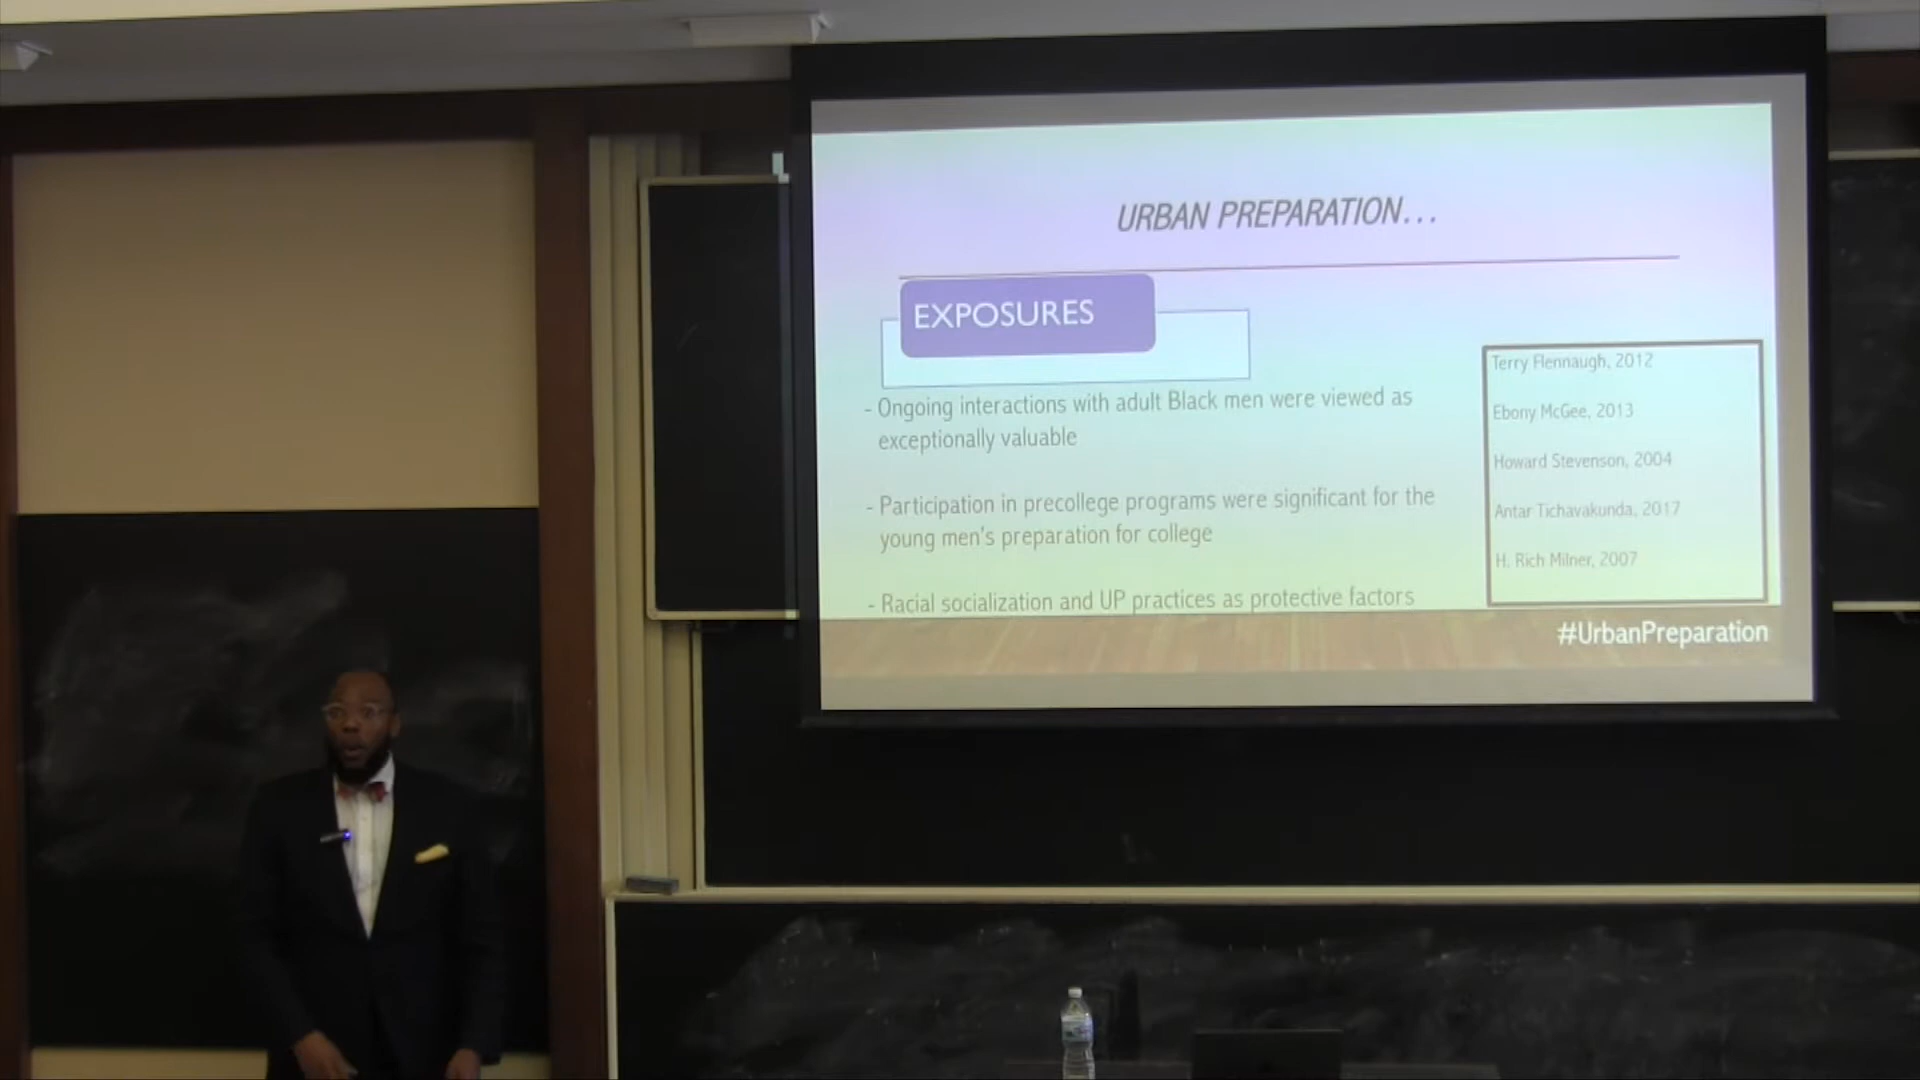 URBAN PREPARATION...
EXPOSURES
- Ongoing interactions with adult Black men were viewed as
exceptionally valuable
- Participation in precollege programs were significant for the
young men's preparation for college
- Racial socialization and UP practices as protective factors
Terry Flennaugh, 2012
Ebony McGee, 2013
Howard Stevenson, 2004
Antar Tichavakunda, 2017
H. Rich Milner, 2007
#UrbanPreparation